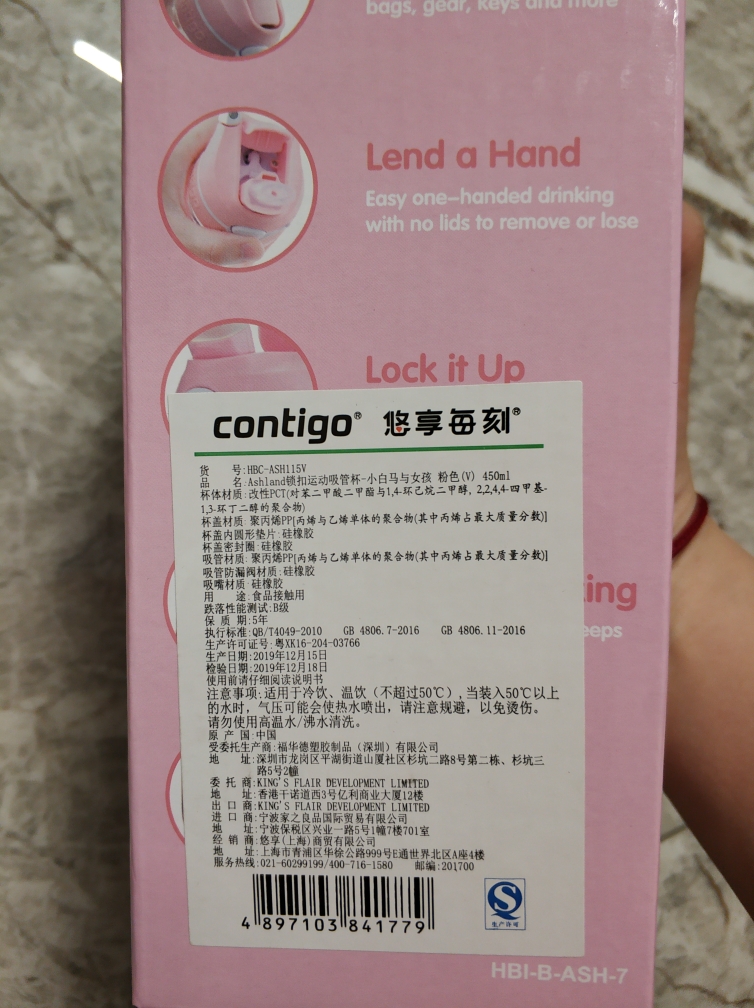 bags, gear, keys and more
Lend a Hand
Easy one-handed drinking
with no lids to remove or lose
Lock it Up
contigo® 悠享每刻®
货 号:HBC-ASH115V
品 名:Ashland锁扣运动吸管杯-小白马与女孩 粉色(V) 450ml
杯体材质:改性PCT(对苯二甲酸二甲酯与1,4-环己烷二甲醇, 2,2,4,4-四甲基-
1,3-环丁二醇的聚合物)
杯盖材质:聚丙烯PP[丙烯与乙烯单体的聚合物(其中丙烯占最大质量分数)]
杯盖内圆形垫片:硅橡胶
杯盖密封圈:硅橡胶
吸管材质:聚丙烯PP[丙烯与乙烯单体的聚合物(其中丙烯占最大质量分数)]
吸管防漏阀材质:硅橡胶
吸嘴材质:硅橡胶
用 途:食品接触用
跌落性能测试:B级
保 质 期:5年
执行标准:QB/T4049-2010 GB 4806.7-2016 GB 4806.11-2016
生产许可证号:粤XK16-204-03766
生产日期:2019年12月15日
检验日期:2019年12月18日
使用前请仔细阅读说明书
注意事项:适用于冷饮、温饮（不超过50℃）,当装入50℃以上
的水时，气压可能会使热水喷出，请注意规避，以免烫伤。
请勿使用高温水/沸水清洗。
原 产 国:中国
受委托生产商:福华德塑胶制品（深圳）有限公司
地 址:深圳市龙岗区平湖街道山厦社区杉坑二路8号第二栋、杉坑三
路5号2幢
委 托 商:KING'S FLAIR DEVELOPMENT LIMITED
地 址:香港干诺道西3号亿利商业大厦12楼
出 口 商:KING'S FLAIR DEVELOPMENT LIMITED
进 口 商:宁波家之良品国际贸易有限公司
地 址:宁波保税区兴业一路5号1幢7楼701室
经 销 商:悠享(上海)商贸有限公司
地 址:上海市青浦区华徐公路999号E通世界北区A座4楼
服务热线:021-60299199/400-716-1580 邮编:201700
4 897103 841779
生产许可
ing
eeps
HBI-B-ASH-7